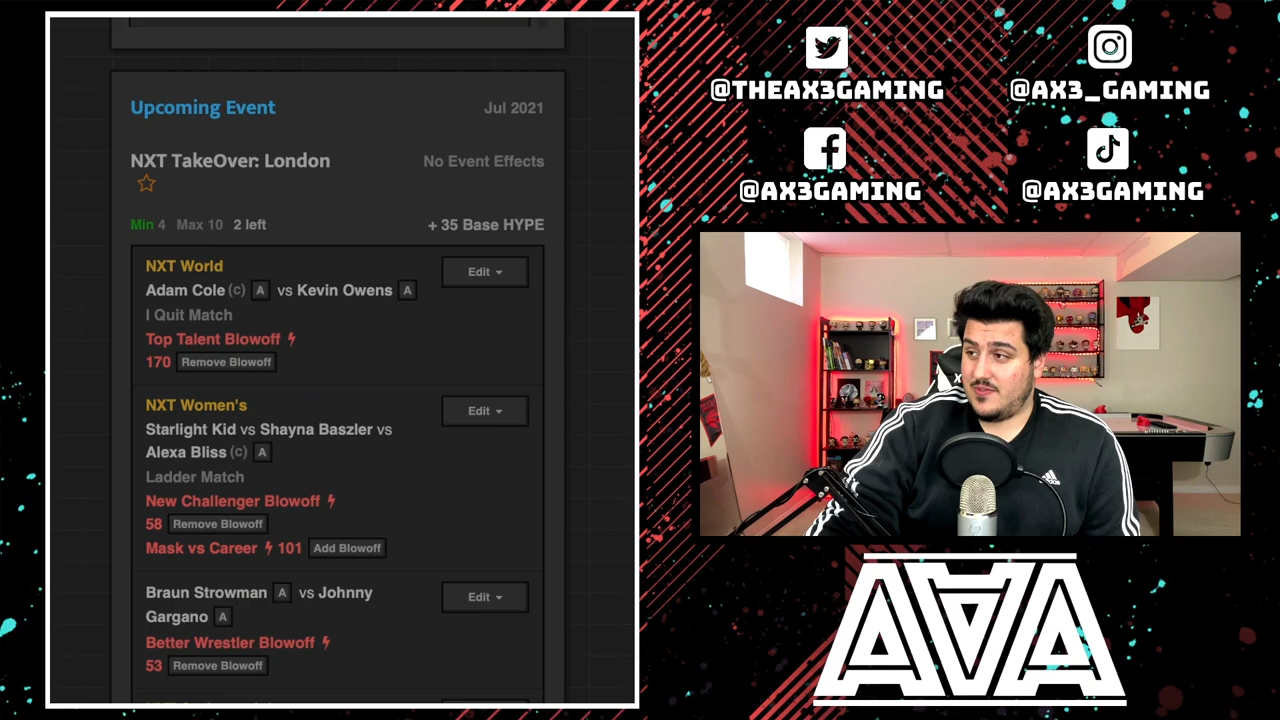 Upcoming Event
Jul 2021
NXT TakeOver: London
No Event Effects
Min 4 Max 10 2 left
+ 35 Base HYPE
NXT World
Edit
Adam Cole (c) A vs Kevin Owens A
I Quit Match
Top Talent Blowoff
170 Remove Blowoff
NXT Women's
Edit
Starlight Kid vs Shayna Baszler vs
Alexa Bliss (c) A
Ladder Match
New Challenger Blowoff
58 Remove Blowoff
Mask vs Career 101 Add Blowoff
Braun Strowman A vs Johnny
Edit
Gargano A
Better Wrestler Blowoff
53 Remove Blowoff
@THEAX3GAMING
@AX3_GAMING
@AX3GAMING
@AX3GAMING